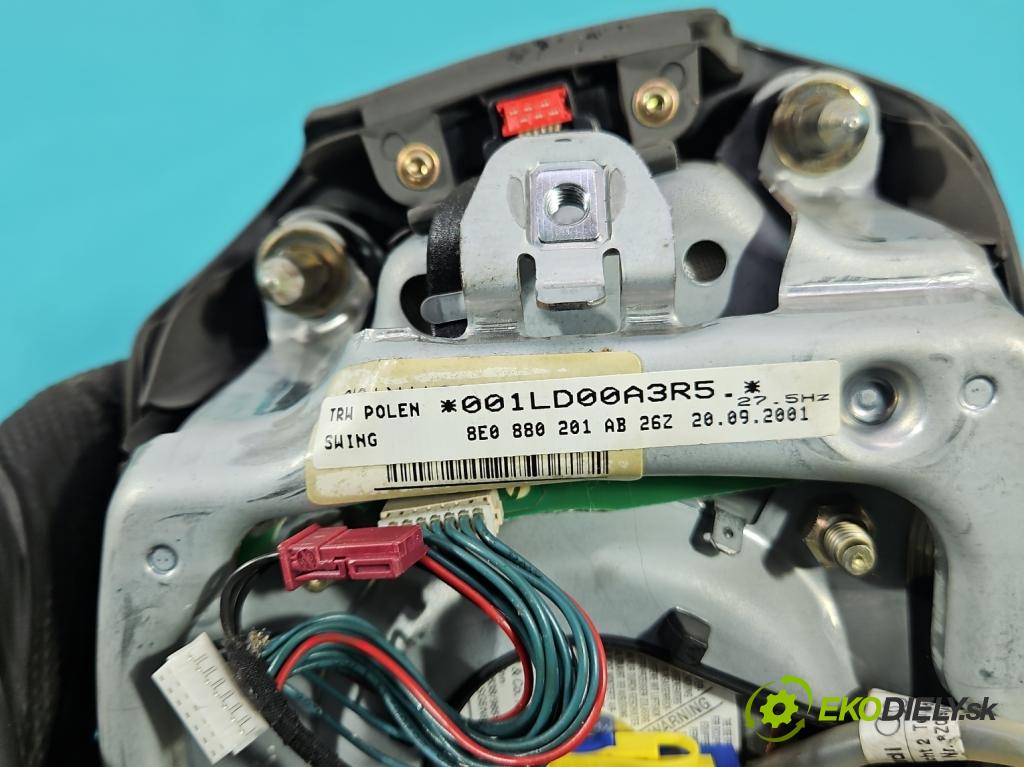 TRW POLEN *001LD00A3R5.*
27.5Hz
SWING 8E0 880 201 AB 26Z 20.09.2001
WARNING
EKODIELY.sk